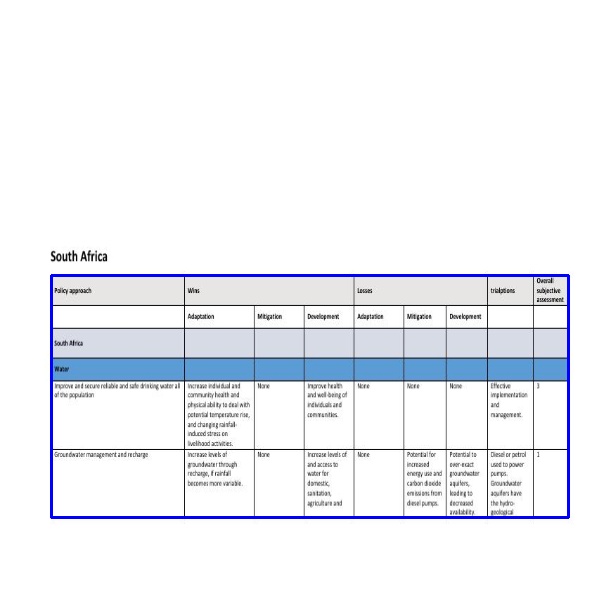 South Africa
Policy approach Wins Losses trialptions Overall subjective assessment
Adaptation Mitigation Development Adaptation Mitigation Development
South Africa
Water
Improve and secure reliable and safe drinking water all
of the population
Increase individual and
community health and
physical ability to deal with
potential temperature rise,
and changing rainfall-
induced stress on
livelihood activities.
None
Improve health
and well-being of
individuals and
communities.
None
None
None
Effective
implementation
and
management.
3
Groundwater management and recharge
Increase levels of
groundwater through
recharge, if rainfall
becomes more variable.
None
Increase levels of
and access to
water for
domestic,
sanitation,
agriculture and
None
Potential for
increased
energy use and
carbon dioxide
emissions from
diesel pumps.
Potential to
over-exact
groundwater
aquifers,
leading to
decreased
availability.
Diesel or petrol
used to power
pumps.
Groundwater
aquifers have
the hydro-
geological
1